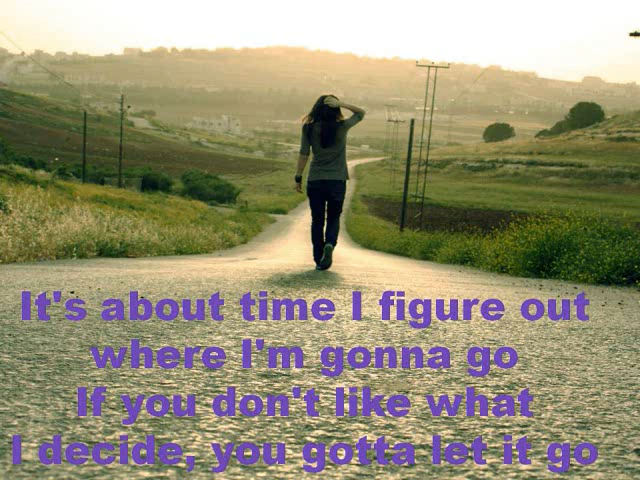 It's about time I figure out
where I'm gonna go
If you don't like what
I decide, you gotta let it go